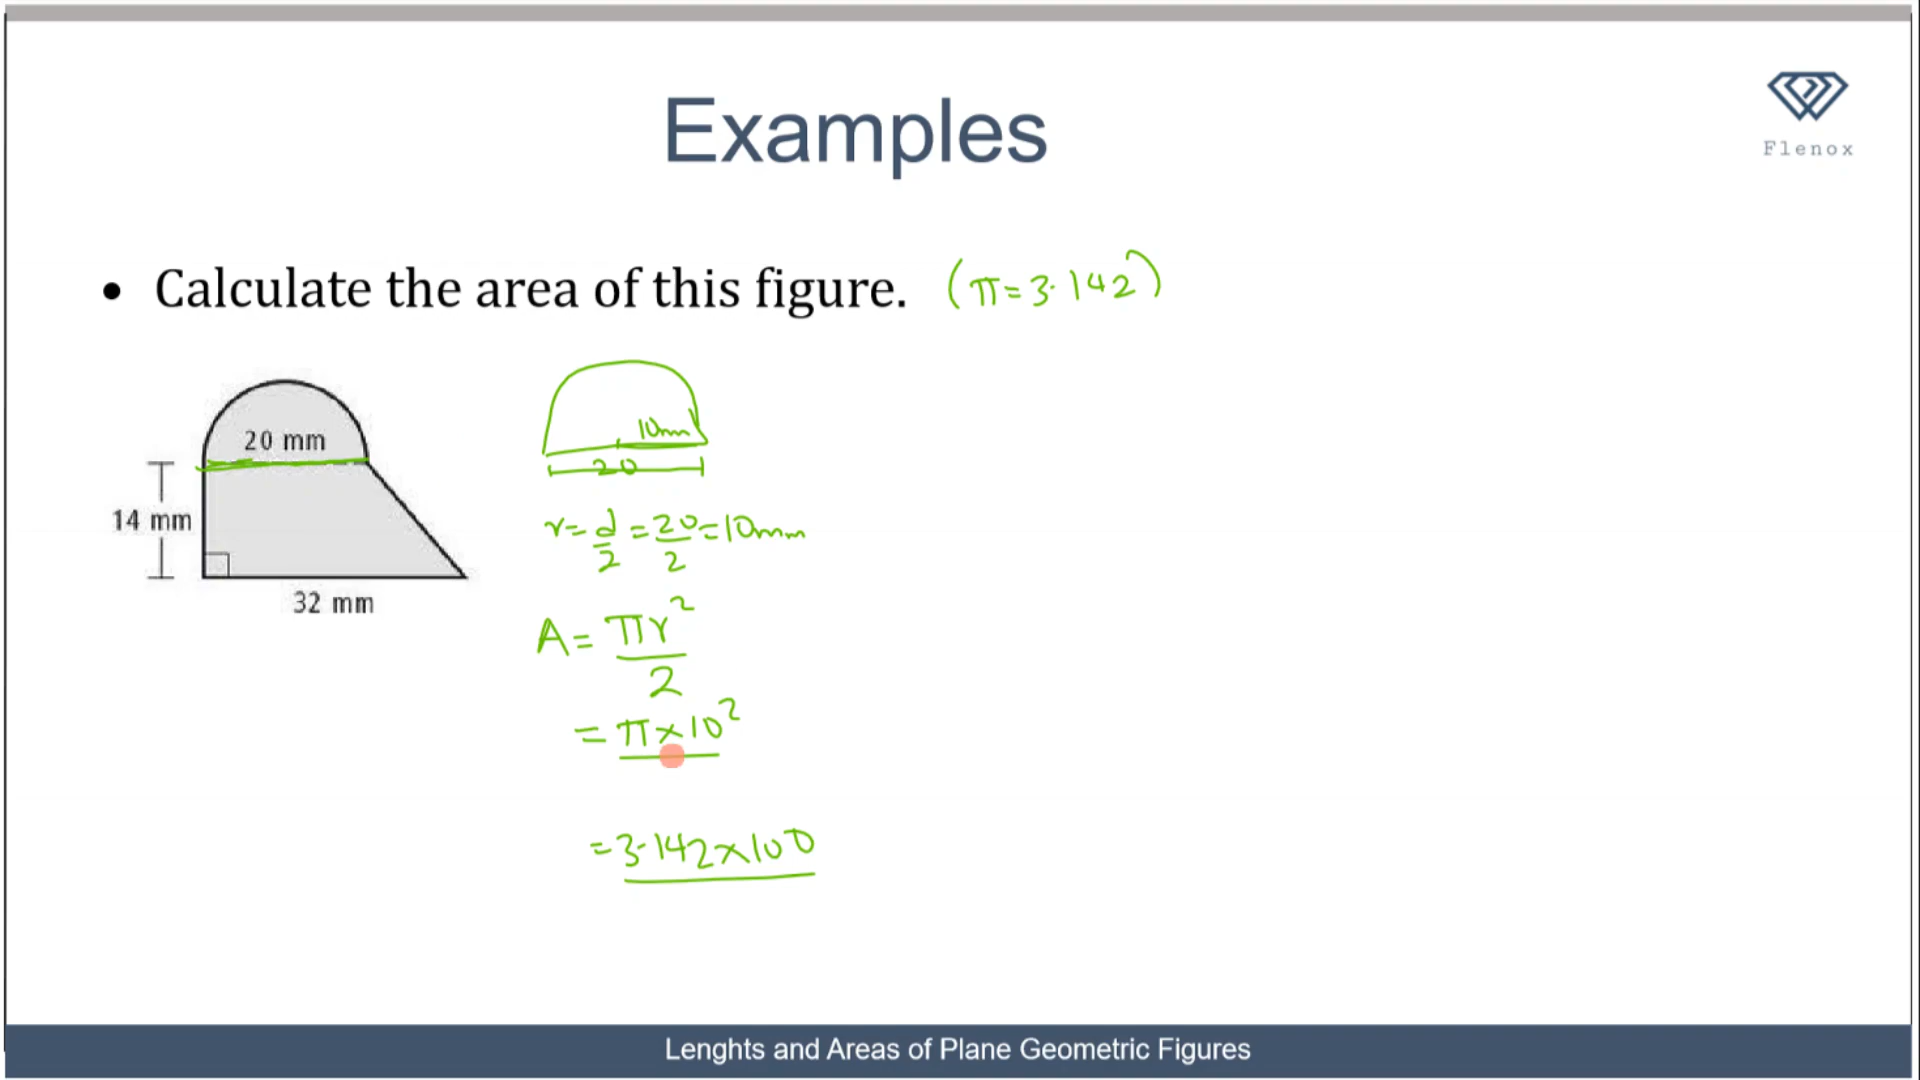 Examples
Flenox
• Calculate the area of this figure. (π=3.142)
20 mm
14 mm
32 mm
10mm
20
r=d/2=20/2=10mm
A=πr²/2
=π×10²
=3.142×100
Lenghts and Areas of Plane Geometric Figures